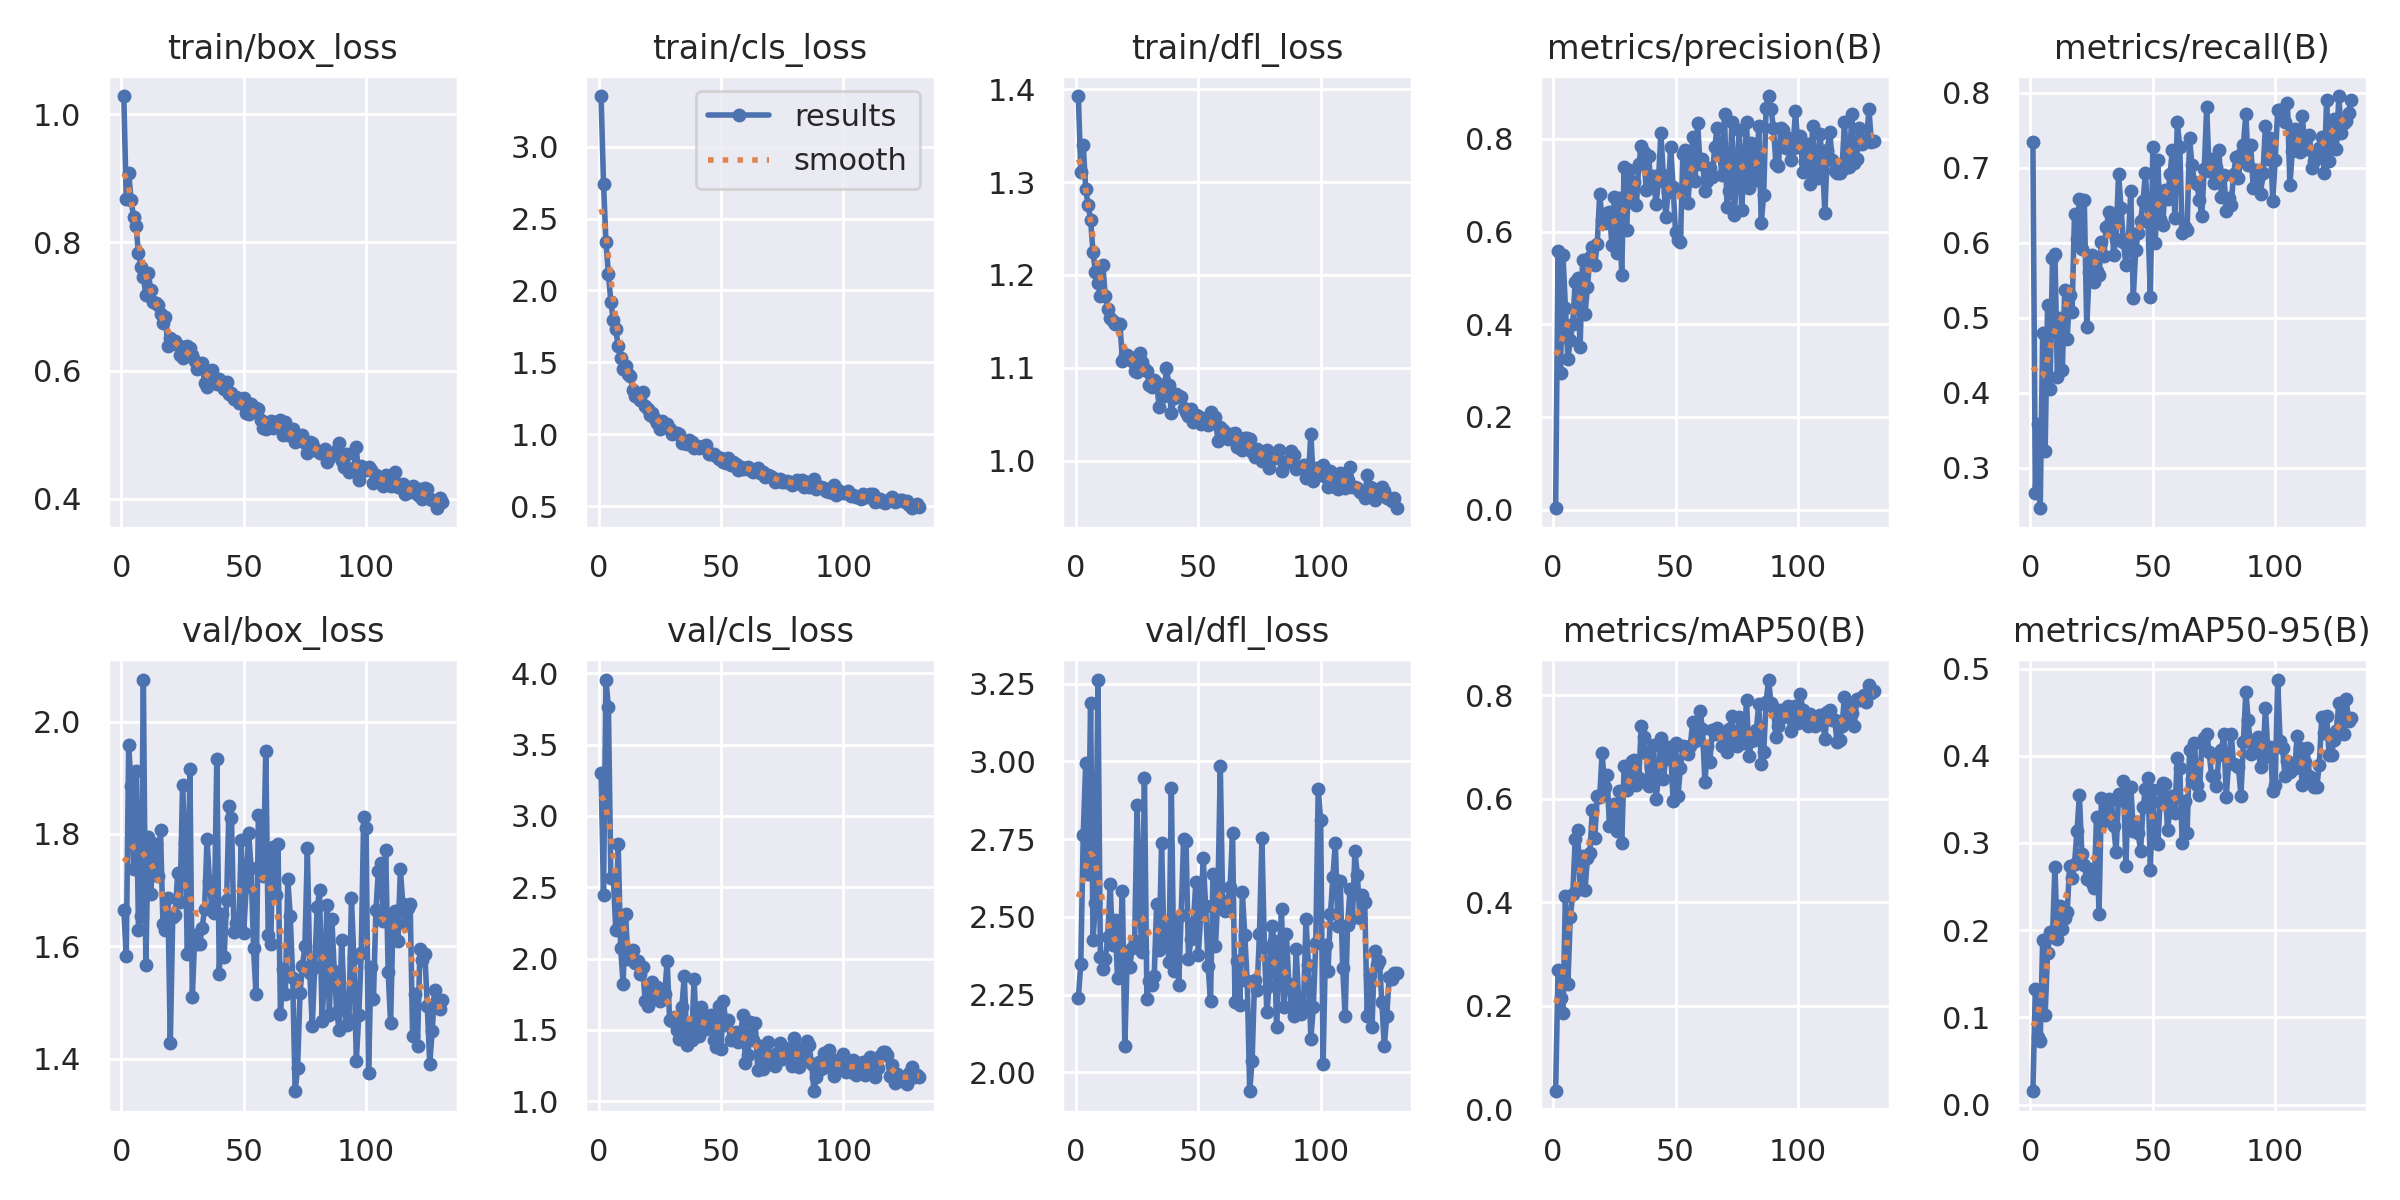 train/box_loss
1.0
0.8
0.6
0.4
0 50 100
train/cls_loss
results
smooth
3.0
2.5
2.0
1.5
1.0
0.5
0 50 100
train/dfl_loss
1.4
1.3
1.2
1.1
1.0
0 50 100
metrics/precision(B)
0.8
0.6
0.4
0.2
0.0
0 50 100
metrics/recall(B)
0.8
0.7
0.6
0.5
0.4
0.3
0 50 100
val/box_loss
2.0
1.8
1.6
1.4
0 50 100
val/cls_loss
4.0
3.5
3.0
2.5
2.0
1.5
1.0
0 50 100
val/dfl_loss
3.25
3.00
2.75
2.50
2.25
2.00
0 50 100
metrics/mAP50(B)
0.8
0.6
0.4
0.2
0.0
0 50 100
metrics/mAP50-95(B)
0.5
0.4
0.3
0.2
0.1
0.0
0 50 100